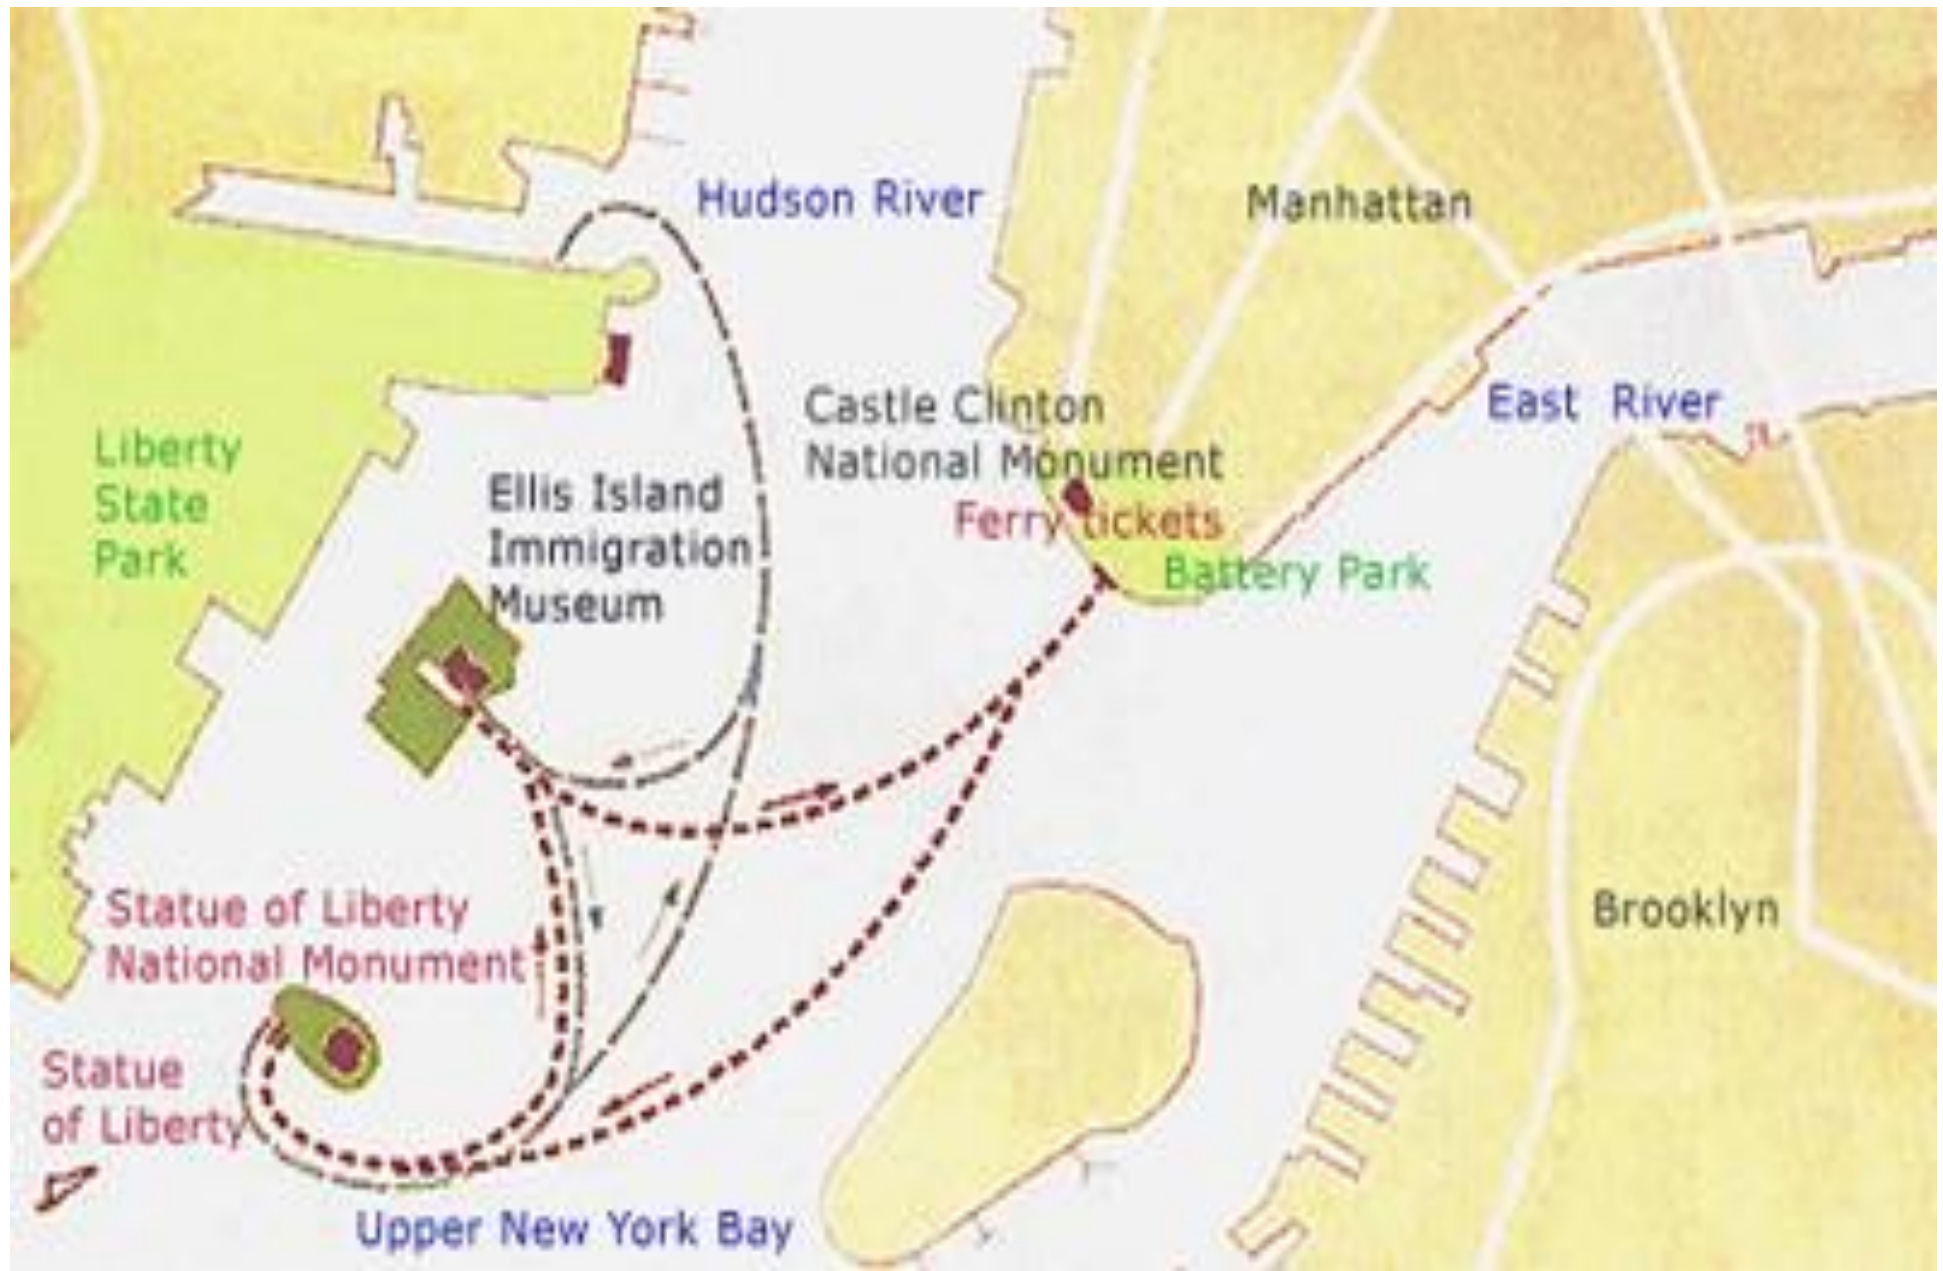 Hudson River
Manhattan
Castle Clinton
National Monument
Ferry tickets
Battery Park
East River
Liberty
State
Park
Ellis Island
Immigration
Museum
Statue of Liberty
National Monument
Statue
of Liberty
Brooklyn
Upper New York Bay